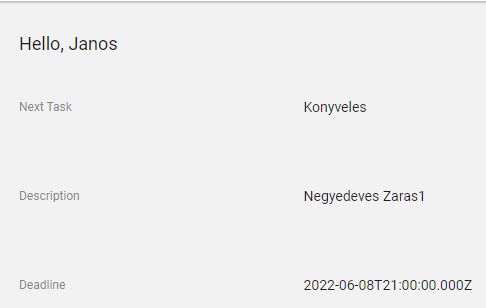 Hello, Janos
Next Task Konyveles
Description Negyedeves Zaras1
Deadline 2022-06-08T21:00:00.000Z